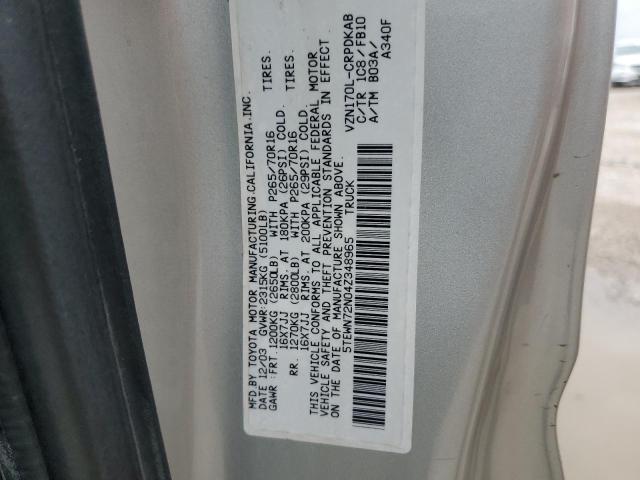 MFD BY TOYOTA MOTOR MANUFACTURING.CALIFORNIA.INC.
DATE 12/03 GVWR:2315KG (5100LB)
GAWR :FRT.1200KG (2650LB) WITH P265/70R16 TIRES.
16X7JJ RIMS. AT 180KPA (26PSI) COLD.
RR. 1270KG (2800LB) WITH P265/70R16 TIRES.
16X7JJ RIMS. AT 200KPA (29PSI) COLD.
THIS VEHICLE CONFORMS TO ALL APPLICABLE FEDERAL MOTOR
VEHICLE SAFETY AND THEFT PREVENTION STANDARDS IN EFFECT
ON THE DATE OF MANUFACTURE SHOWN ABOVE.
5TEWN72N04Z348965 TRUCK
VZN170L-CRPDKAB
C/TR 1C8/FB10
A/TM B03A/
A340F